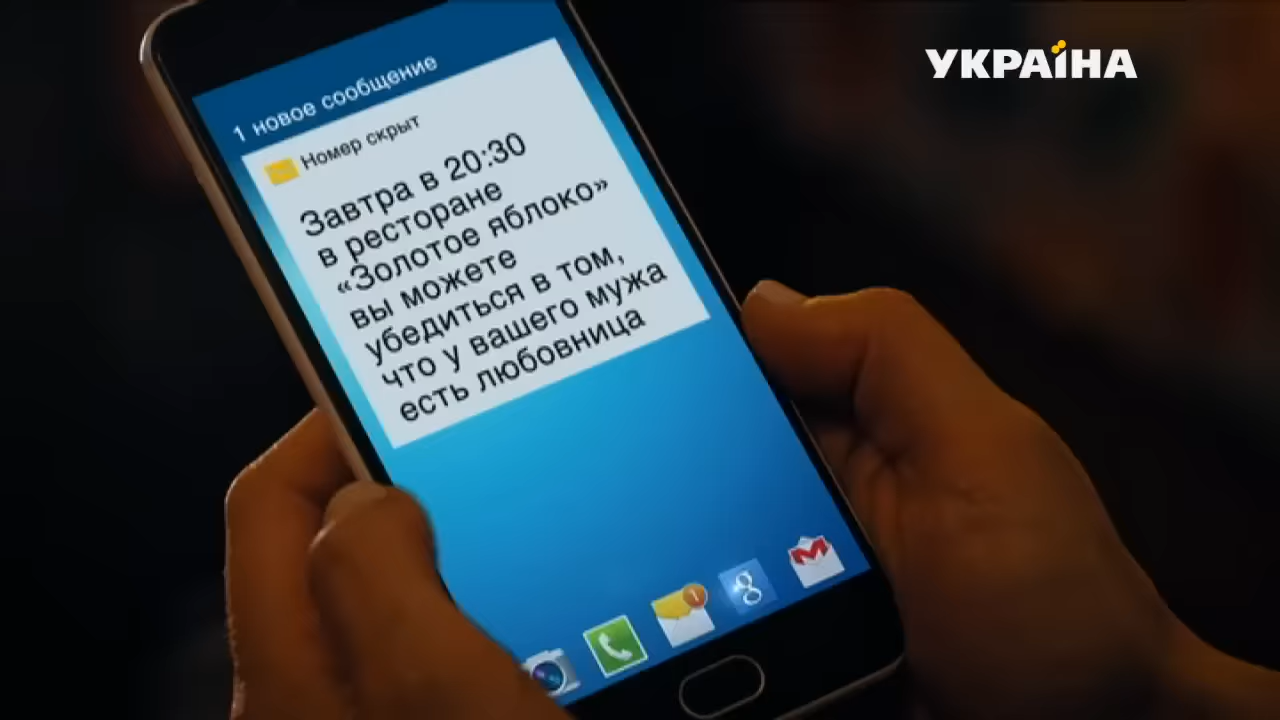 УКРАЇНА
1 новое сообщение
Номер скрыт
Завтра в 20:30
в ресторане
«Золотое яблоко»
вы можете
убедиться в том,
что у вашего мужа
есть любовница
1
g